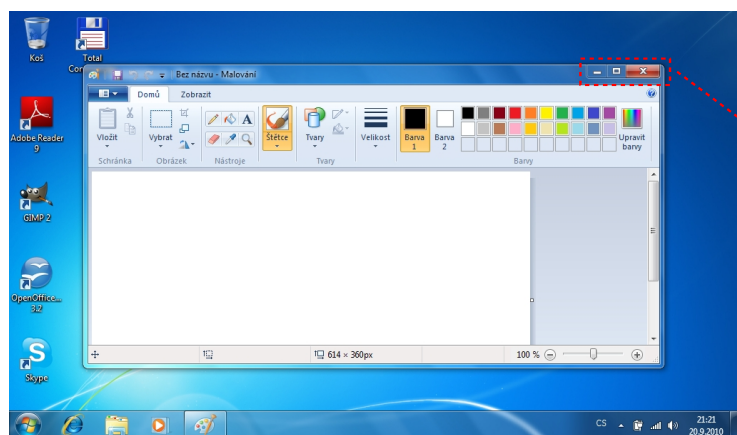 Koš
Total
Bez názvu - Malování
Domů
Zobrazit
Adobe Reader
9
Vložit
Vybrat
A
Štětce
Tvary
Velikost
Barva
1
Barva
2
Upravit
barvy
Schránka
Obrázek
Nástroje
Tvary
Barvy
GIMP 2
OpenOffice...
3.2
Skype
614 × 360px
100 %
CS
21:21
20.9.2010